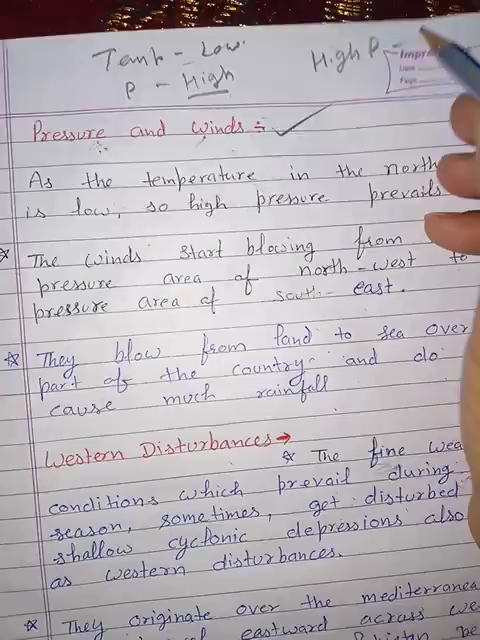 Temp - Low.
P - High
High P -
Pressure and winds :-
As the temperature in the north
is low, so high pressure prevails
The winds start blowing from
pressure area of north-west to
pressure area of south-east.
They blow from land to sea over
part of the country and do
cause much rainfall
Western Disturbances →
The fine wea
conditions which prevail during
season, sometimes, get disturbed
shallow cyclonic depressions also
as western disturbances.
They originate over the mediterranea
eastward across we